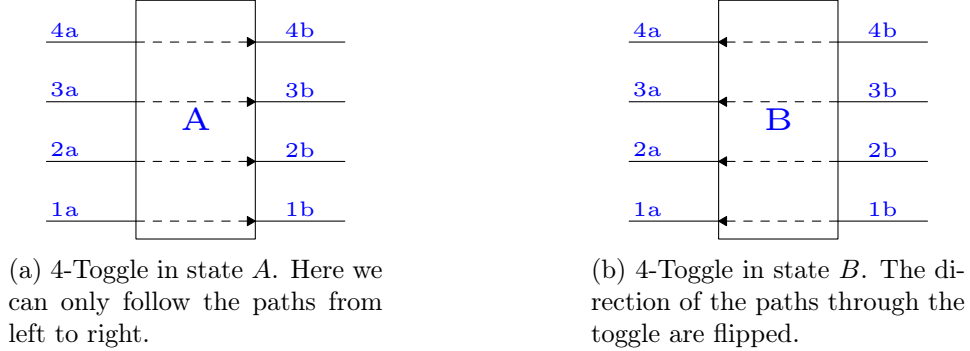 4a 4b
3a 3b
A
2a 2b
1a 1b
(a) 4-Toggle in state A. Here we
can only follow the paths from
left to right.
4a 4b
3a 3b
B
2a 2b
1a 1b
(b) 4-Toggle in state B. The di-
rection of the paths through the
toggle are flipped.